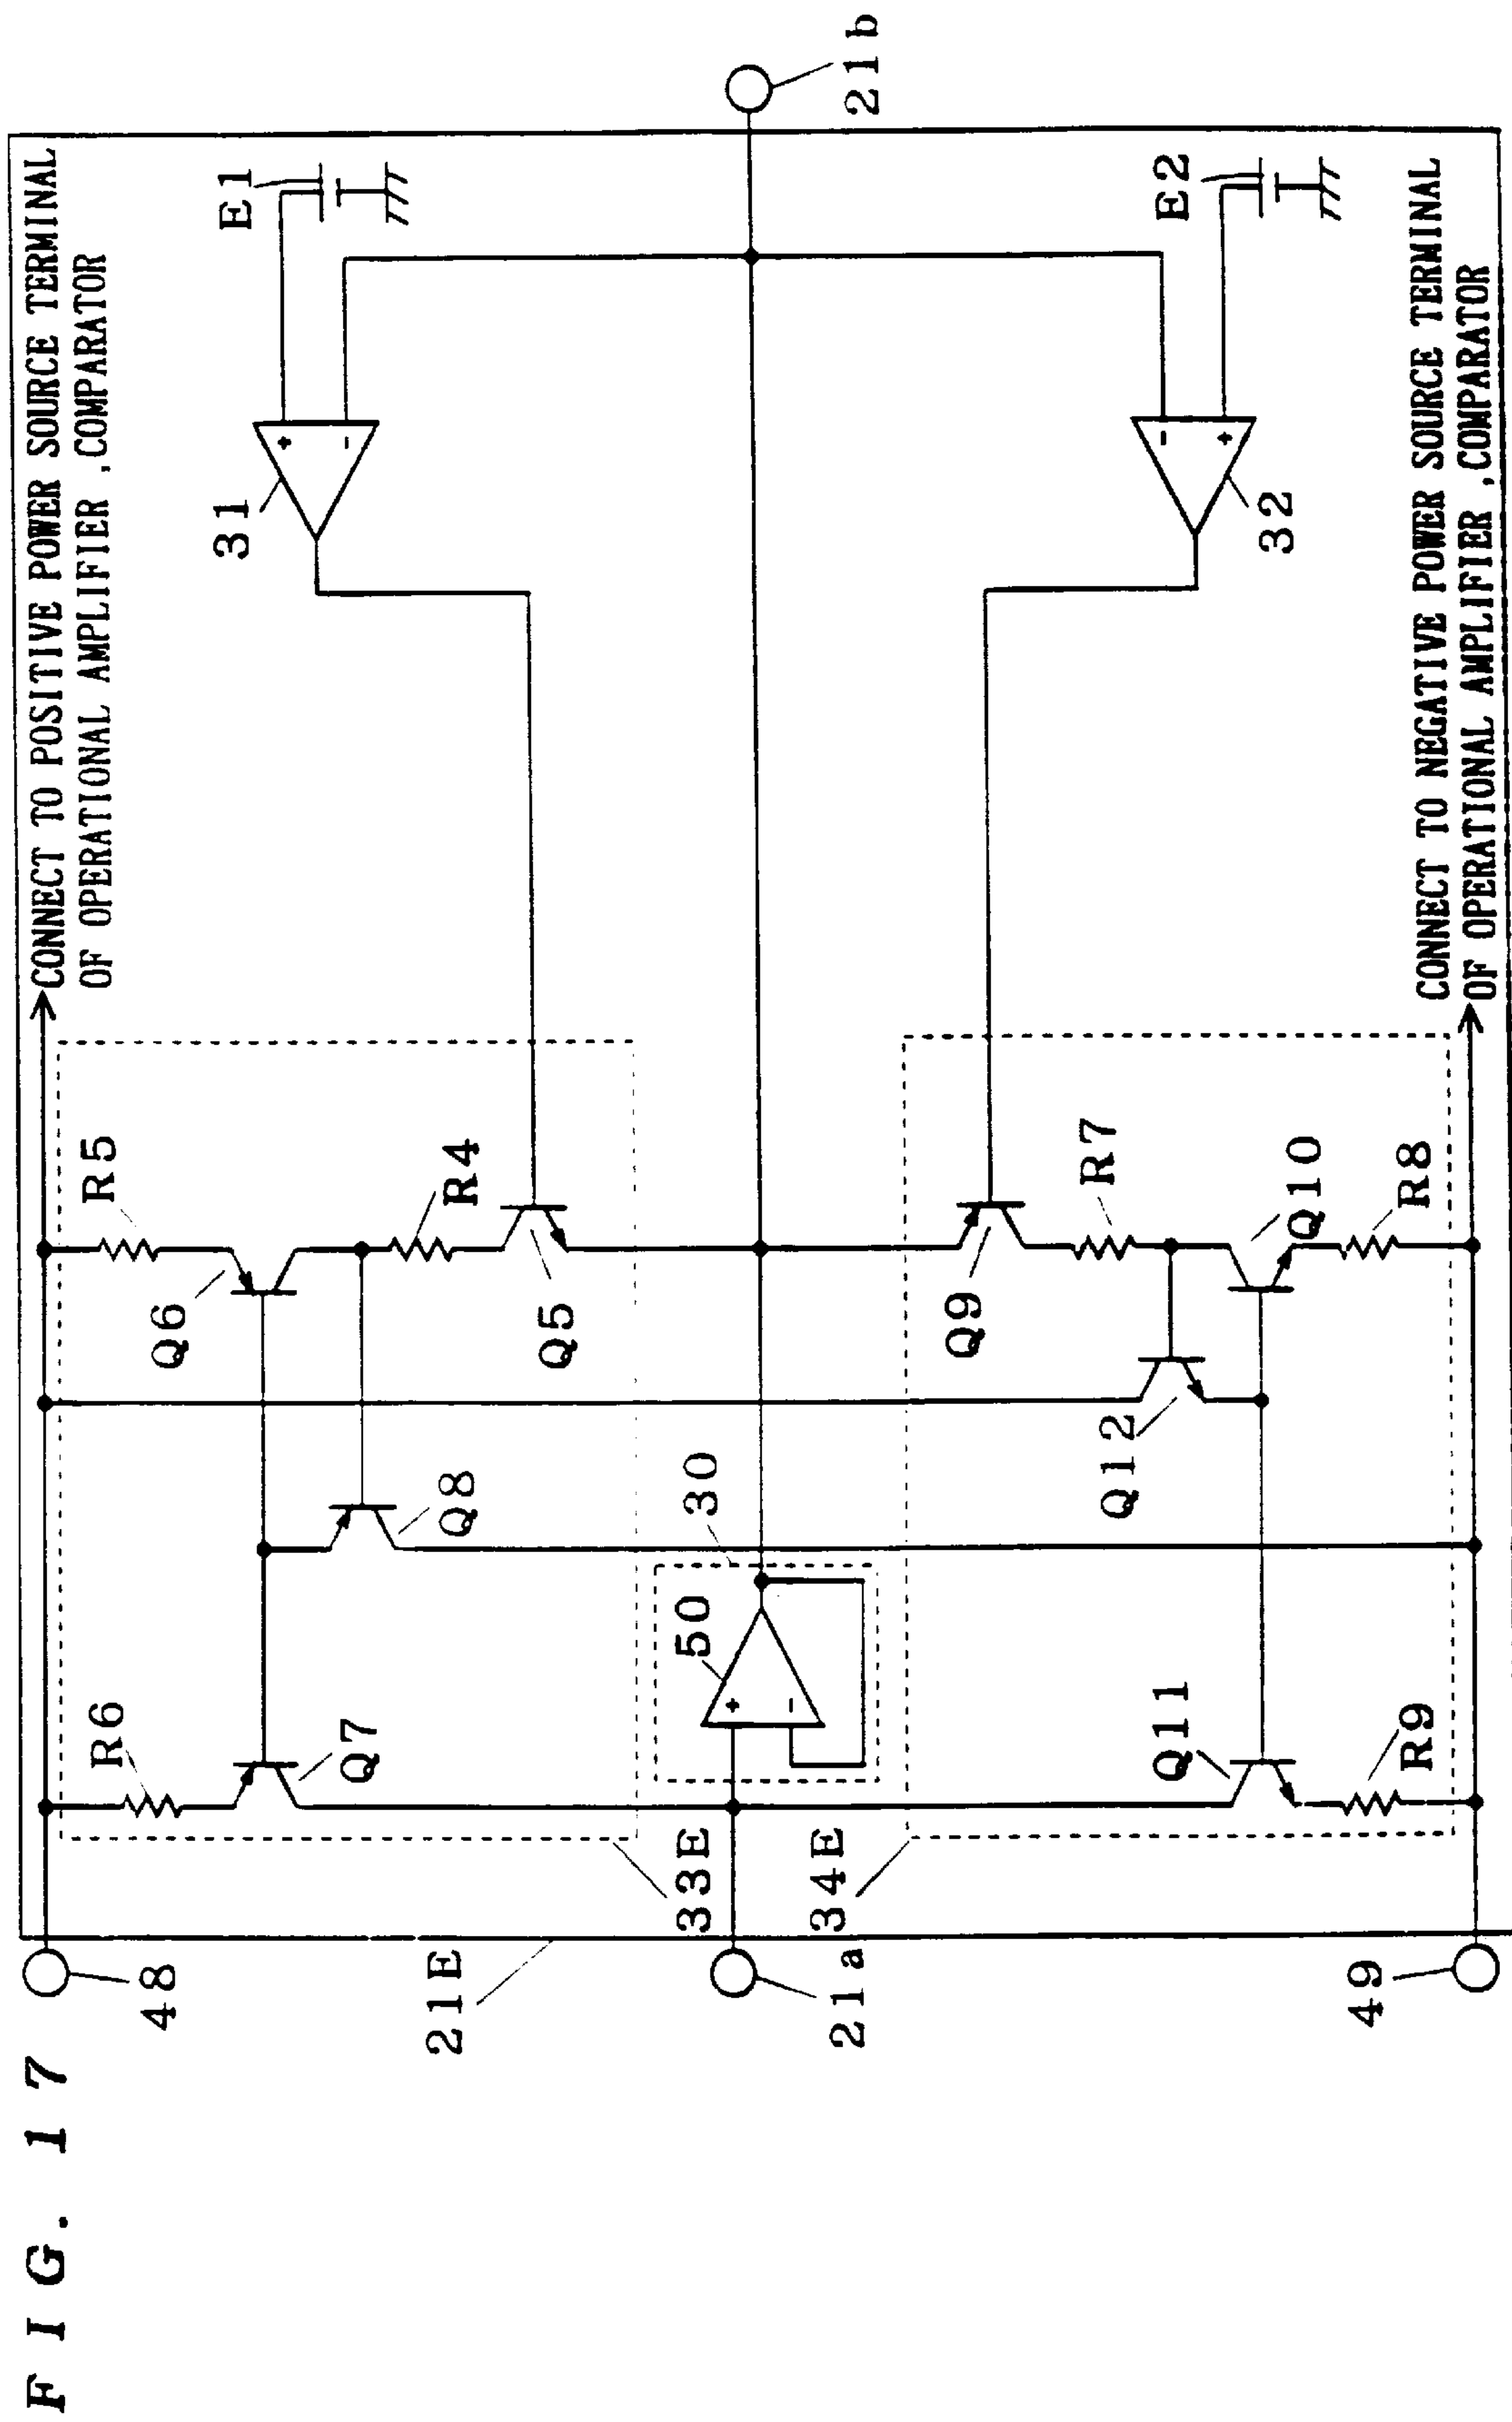 FIG. 17
48
21E
21a
49
33E
34E
R6
Q7
50
30
Q11
R9
Q8
Q12
Q6
R5
R4
Q5
Q9
R7
Q10
R8
CONNECT TO POSITIVE POWER SOURCE TERMINAL
OF OPERATIONAL AMPLIFIER ,COMPARATOR
CONNECT TO NEGATIVE POWER SOURCE TERMINAL
OF OPERATIONAL AMPLIFIER ,COMPARATOR
31
+
-
32
-
+
+
-
E1
E2
21b